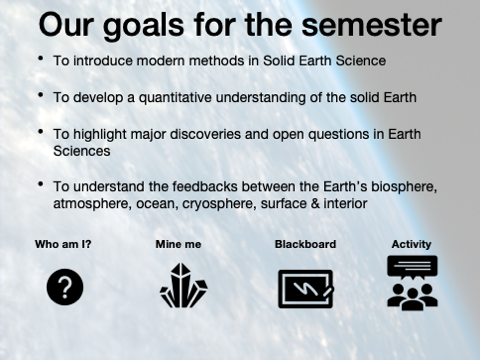 Our goals for the semester
• To introduce modern methods in Solid Earth Science
• To develop a quantitative understanding of the solid Earth
• To highlight major discoveries and open questions in Earth
Sciences
• To understand the feedbacks between the Earth's biosphere,
atmosphere, ocean, cryosphere, surface & interior
Who am I? Mine me Blackboard Activity
?